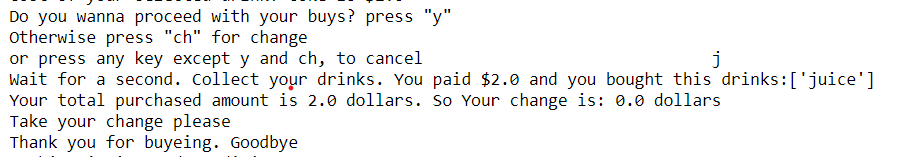 Do you wanna proceed with your buys? press "y"
Otherwise press "ch" for change
or press any key except y and ch, to cancel j
Wait for a second. Collect your drinks. You paid $2.0 and you bought this drinks:['juice']
Your total purchased amount is 2.0 dollars. So Your change is: 0.0 dollars
Take your change please
Thank you for buyeing. Goodbye